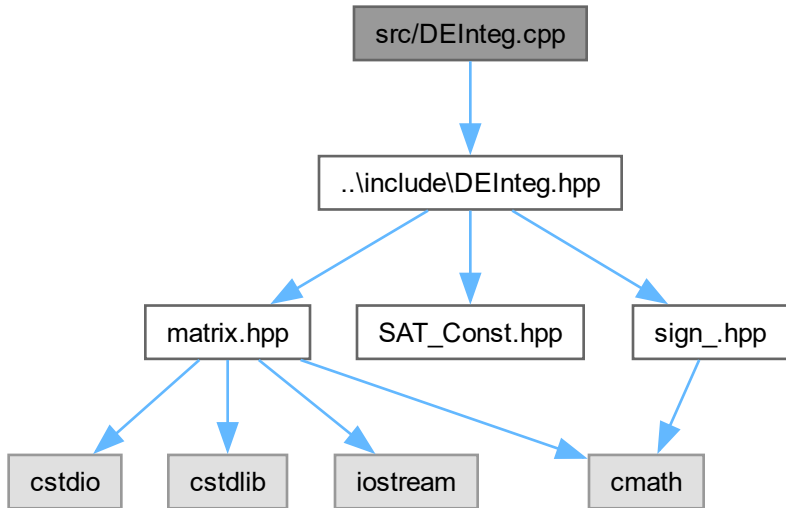 src/DEInteg.cpp
..\include\DEInteg.hpp
matrix.hpp
SAT_Const.hpp
sign_.hpp
cstdio
cstdlib
iostream
cmath